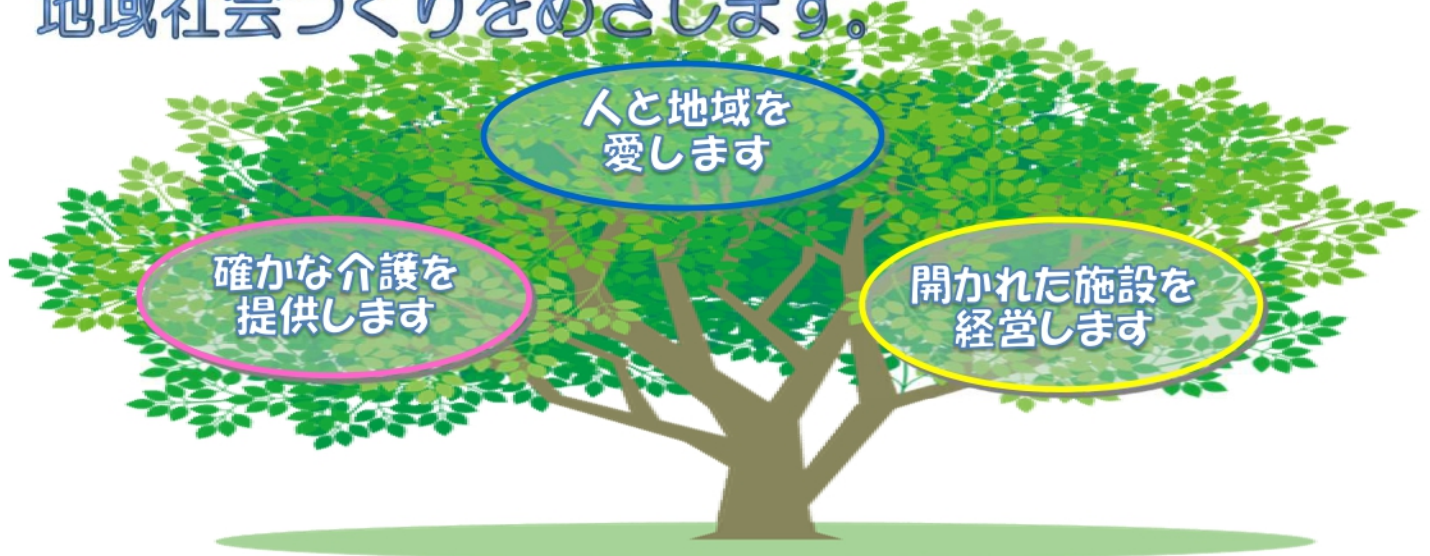 地域社会づくりをめざします。
人と地域を
愛します
確かな介護を
提供します
開かれた施設を
経営します